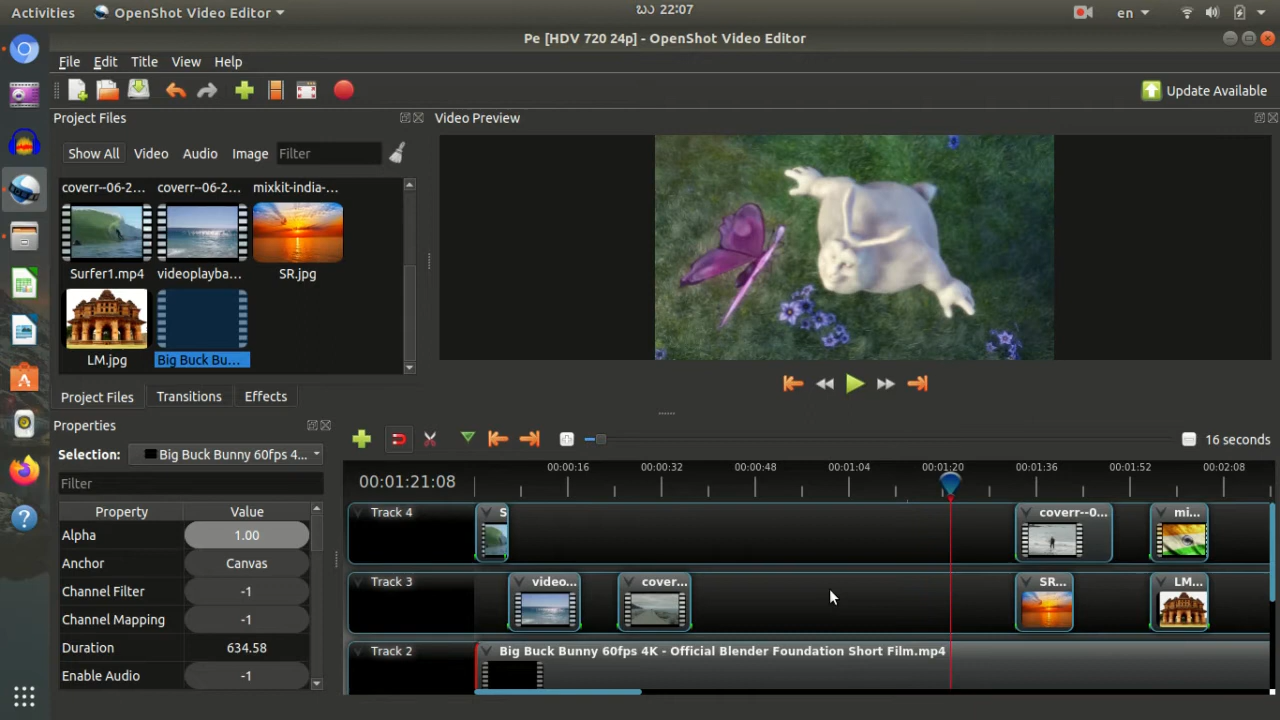 Activities OpenShot Video Editor 22:07 en
Pe [HDV 720 24p] - OpenShot Video Editor
File Edit Title View Help
Update Available
Project Files Video Preview
Show All Video Audio Image Filter
coverr--06-2... coverr--06-2... mixkit-india-...
Surfer1.mp4 videoplayba... SR.jpg
LM.jpg Big Buck Bu...
Project Files Transitions Effects
Properties
Selection: Big Buck Bunny 60fps 4...
16 seconds
Filter
00:01:21:08
00:00:16 00:00:32 00:00:48 00:01:04 00:01:20 00:01:36 00:01:52 00:02:08
Property Value
Alpha 1.00
Anchor Canvas
Channel Filter -1
Channel Mapping -1
Duration 634.58
Enable Audio -1
Track 4 S coverr--0... mi...
Track 3 video... cover... SR... LM...
Track 2 Big Buck Bunny 60fps 4K - Official Blender Foundation Short Film.mp4